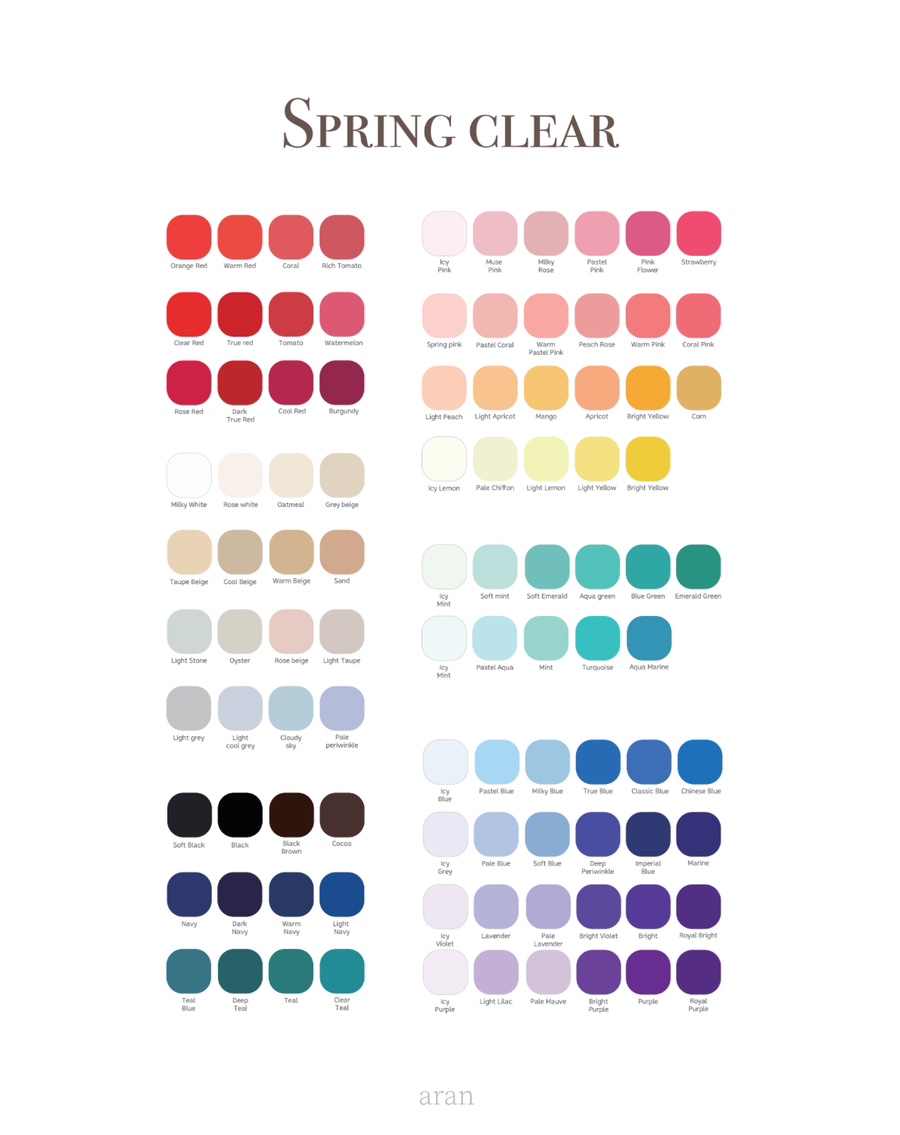 Spring clear
Orange Red Warm Red Coral Rich Tomato
Clear Red True red Tomato Watermelon
Rose Red Dark Cool Red Burgundy
True Red
Milky White Rose white Oatmeal Grey beige
Taupe Beige Cool Beige Warm Beige Sand
Light Stone Oyster Rose beige Light Taupe
Light grey Light Cloudy Pale
cool grey sky periwinkle
Soft Black Black Black Cocoa
Brown
Navy Dark Warm Light
Navy Navy Navy
Teal Deep Teal Clear
Blue Teal Teal
Icy Muse Milky Pastel Pink Strawberry
Pink Pink Rose Pink Flower
Spring pink Pastel Coral Warm Peach Rose Warm Pink Coral Pink
Pastel Pink
Light Peach Light Apricot Mango Apricot Bright Yellow Corn
Icy Lemon Pale Chiffon Light Lemon Light Yellow Bright Yellow
Icy Soft mint Soft Emerald Aqua green Blue Green Emerald Green
Mint
Icy Pastel Aqua Mint Turquoise Aqua Marine
Mint
Icy Pastel Blue Milky Blue True Blue Classic Blue Chinese Blue
Blue
Icy Pale Blue Soft Blue Deep Imperial Marine
Grey Periwinkle Blue
Icy Lavender Pale Bright Violet Bright Royal Bright
Violet Lavender
Icy Light Lilac Pale Mauve Bright Purple Royal
Purple Purple Purple
aran